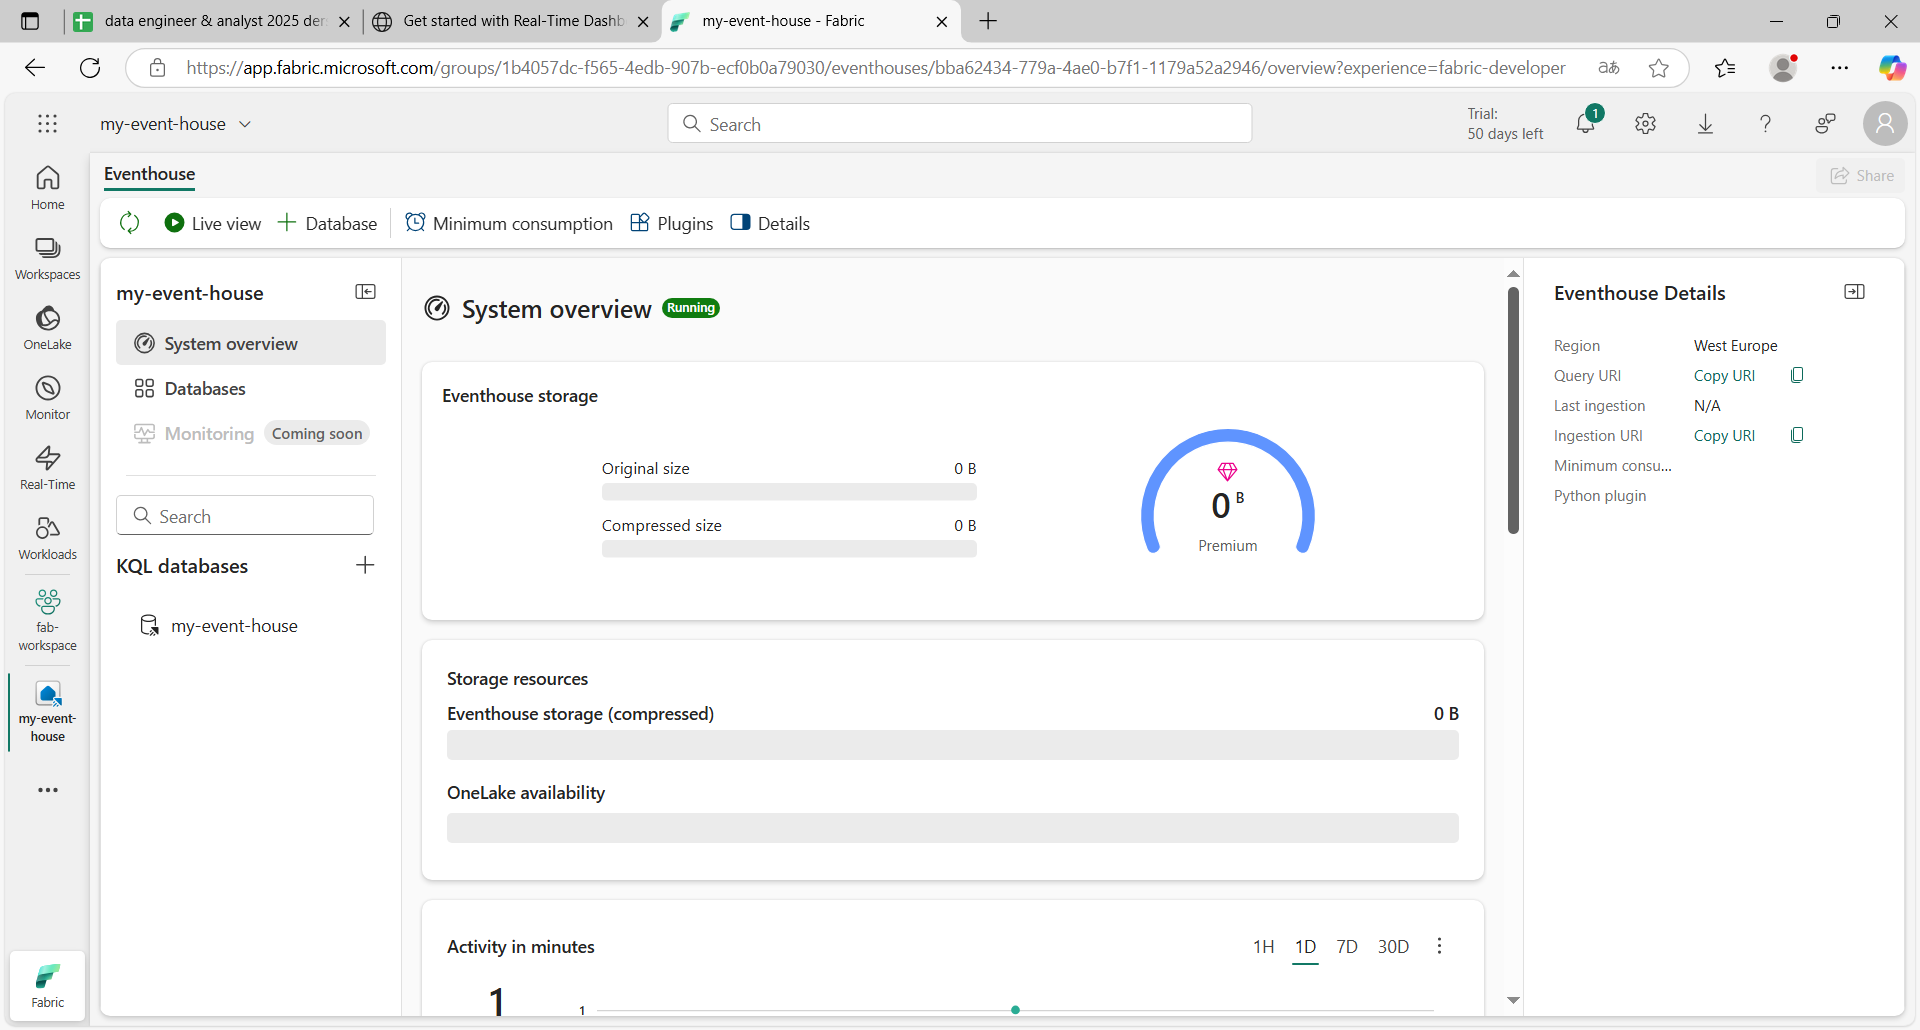 data engineer & analyst 2025 der
Get started with Real-Time Dashb
my-event-house - Fabric
https://app.fabric.microsoft.com/groups/1b4057dc-f565-4edb-907b-ecf0b0a79030/eventhouses/bba62434-779a-4ae0-b7f1-1179a52a2946/overview?experience=fabric-developer
my-event-house
Search
Trial:
50 days left
1
Home
Workspaces
OneLake
Monitor
Real-Time
Workloads
fab-
workspace
my-event-
house
Fabric
Eventhouse
Share
Live view
Database
Minimum consumption
Plugins
Details
my-event-house
System overview
Databases
Monitoring Coming soon
Search
KQL databases
my-event-house
System overview Running
Eventhouse storage
Original size 0 B
Compressed size 0 B
0 B
Premium
Storage resources
Eventhouse storage (compressed) 0 B
OneLake availability
Activity in minutes
1H 1D 7D 30D
1
1
Eventhouse Details
Region West Europe
Query URI Copy URI
Last ingestion N/A
Ingestion URI Copy URI
Minimum consu...
Python plugin